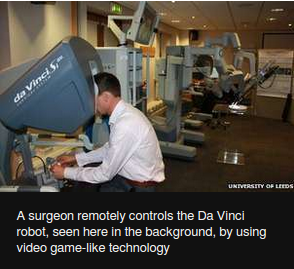 da Vinci S
UNIVERSITY OF LEEDS
A surgeon remotely controls the Da Vinci
robot, seen here in the background, by using
video game-like technology